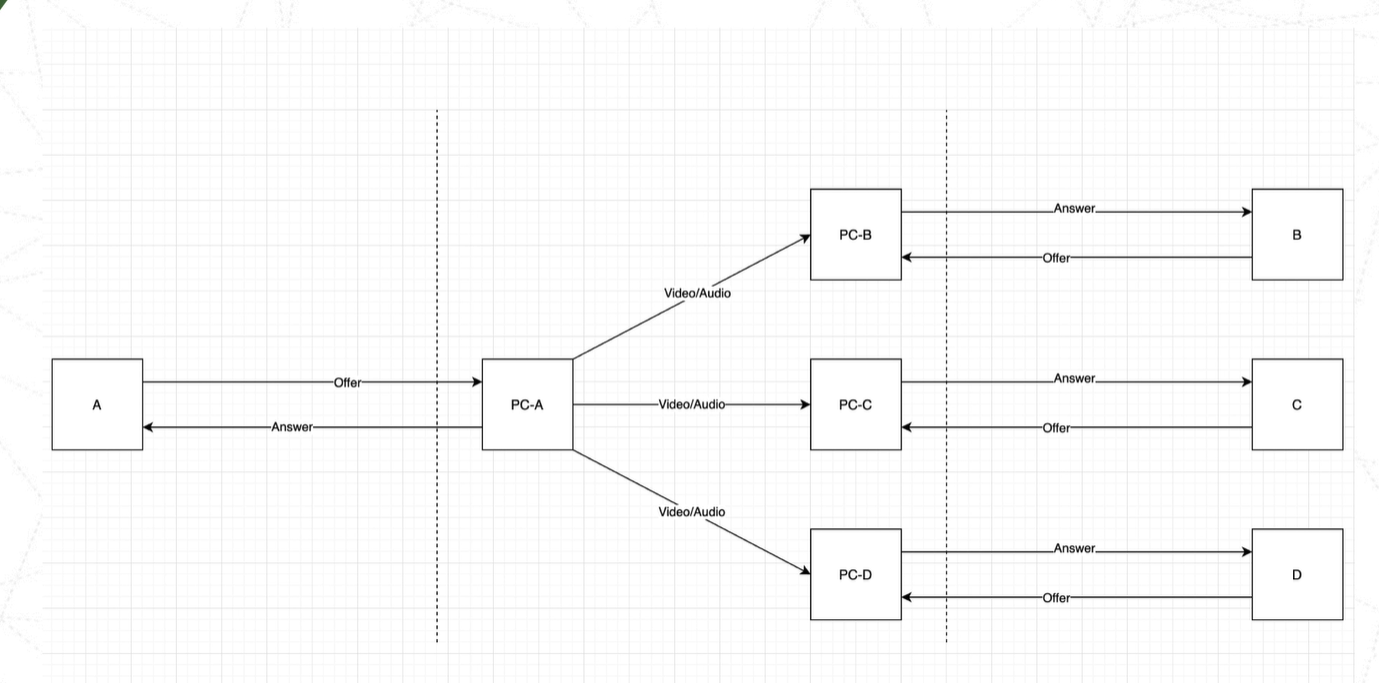 Answer
PC-B
B
Offer
Video/Audio
Offer
Answer
A
PC-A
Video/Audio
PC-C
C
Answer
Offer
Video/Audio
Answer
PC-D
D
Offer